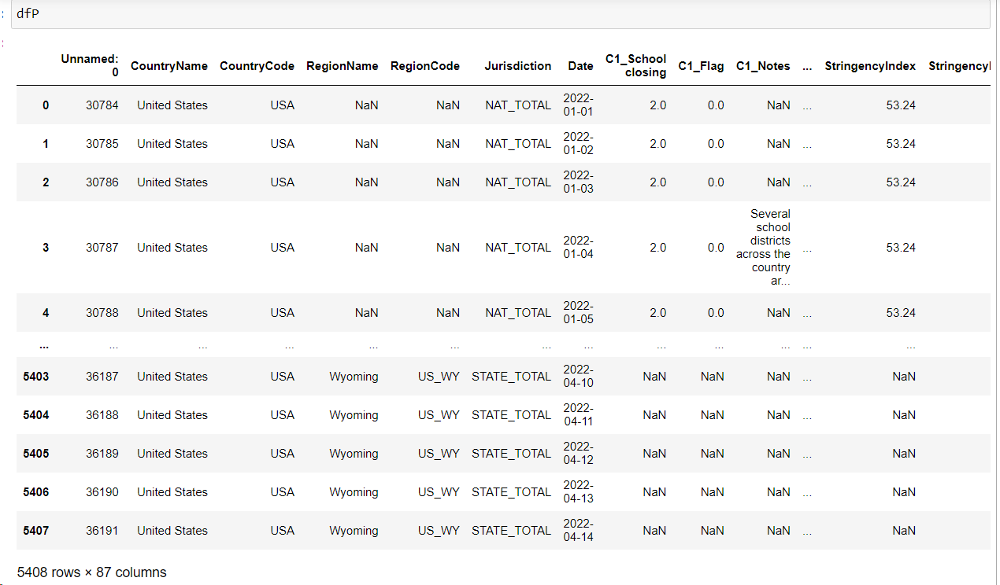 dfP
Unnamed: 0 CountryName CountryCode RegionName RegionCode Jurisdiction Date C1_School closing C1_Flag C1_Notes ... StringencyIndex StringencyI
0 30784 United States USA NaN NaN NAT_TOTAL 2022-01-01 2.0 0.0 NaN ... 53.24
1 30785 United States USA NaN NaN NAT_TOTAL 2022-01-02 2.0 0.0 NaN ... 53.24
2 30786 United States USA NaN NaN NAT_TOTAL 2022-01-03 2.0 0.0 NaN ... 53.24
3 30787 United States USA NaN NaN NAT_TOTAL 2022-01-04 2.0 0.0 Several school districts across the country ar... ... 53.24
4 30788 United States USA NaN NaN NAT_TOTAL 2022-01-05 2.0 0.0 NaN ... 53.24
... ... ... ... ... ... ... ... ... ... ... ... ...
5403 36187 United States USA Wyoming US_WY STATE_TOTAL 2022-04-10 NaN NaN NaN ... NaN
5404 36188 United States USA Wyoming US_WY STATE_TOTAL 2022-04-11 NaN NaN NaN ... NaN
5405 36189 United States USA Wyoming US_WY STATE_TOTAL 2022-04-12 NaN NaN NaN ... NaN
5406 36190 United States USA Wyoming US_WY STATE_TOTAL 2022-04-13 NaN NaN NaN ... NaN
5407 36191 United States USA Wyoming US_WY STATE_TOTAL 2022-04-14 NaN NaN NaN ... NaN
5408 rows × 87 columns